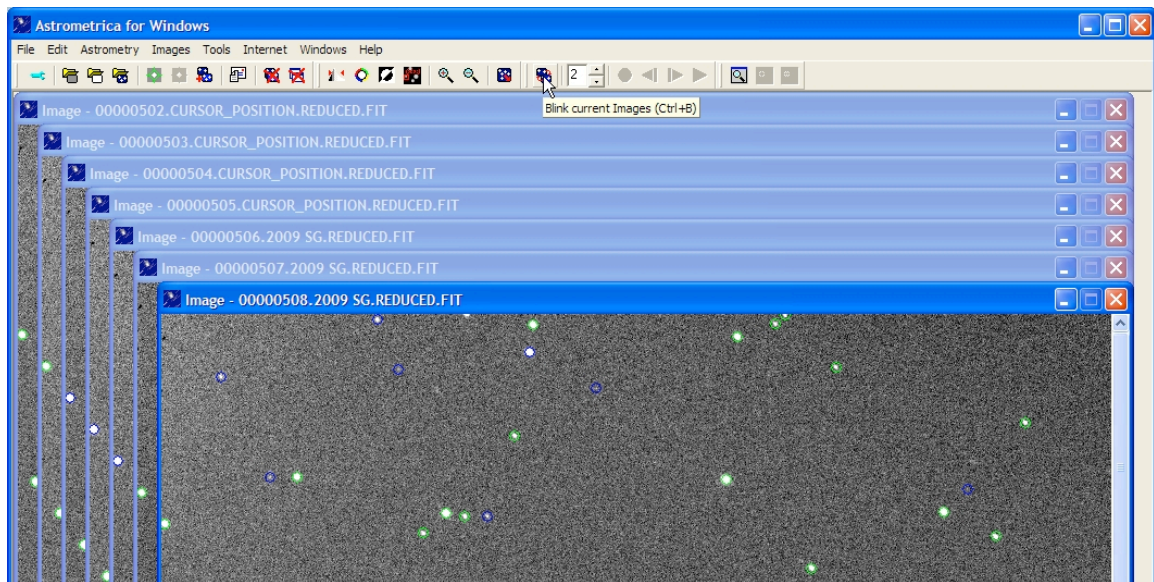 Astrometrica for Windows
File Edit Astrometry Images Tools Internet Windows Help
2
Blink current Images (Ctrl+B)
Image - 00000502.CURSOR_POSITION.REDUCED.FIT
Image - 00000503.CURSOR_POSITION.REDUCED.FIT
Image - 00000504.CURSOR_POSITION.REDUCED.FIT
Image - 00000505.CURSOR_POSITION.REDUCED.FIT
Image - 00000506.2009 SG.REDUCED.FIT
Image - 00000507.2009 SG.REDUCED.FIT
Image - 00000508.2009 SG.REDUCED.FIT